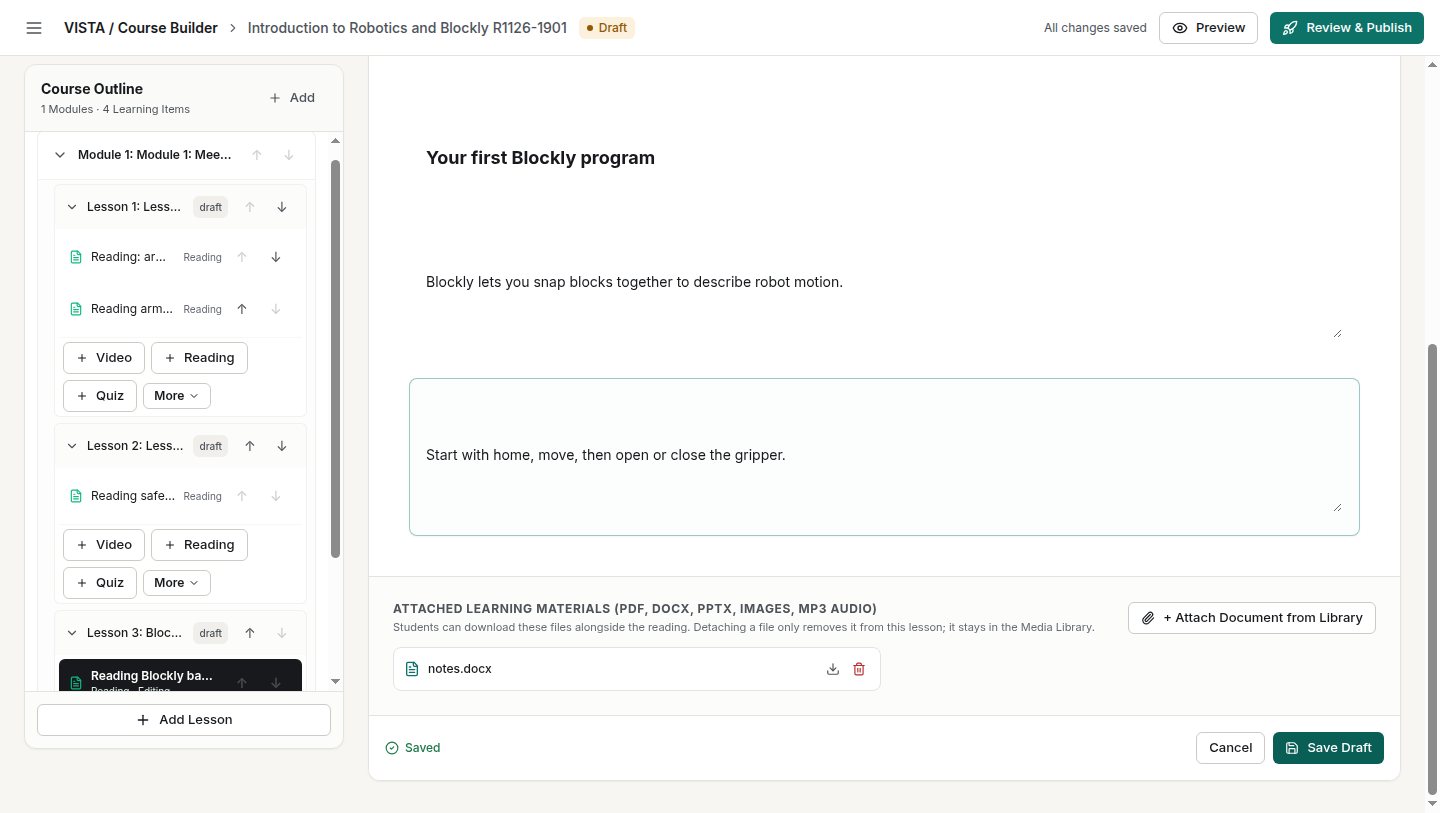 VISTA / Course Builder > Introduction to Robotics and Blockly R1126-1901 Draft
All changes saved
Preview
Review & Publish
Course Outline
1 Modules · 4 Learning Items
Add
Module 1: Module 1: Mee...
Lesson 1: Less... draft
Reading: ar... Reading
Reading arm... Reading
Video
Reading
Quiz
More
Lesson 2: Less... draft
Reading safe... Reading
Video
Reading
Quiz
More
Lesson 3: Bloc... draft
Reading Blockly ba...
Reading · Editing
Add Lesson
Your first Blockly program
Blockly lets you snap blocks together to describe robot motion.
Start with home, move, then open or close the gripper.
ATTACHED LEARNING MATERIALS (PDF, DOCX, PPTX, IMAGES, MP3 AUDIO)
Students can download these files alongside the reading. Detaching a file only removes it from this lesson; it stays in the Media Library.
+ Attach Document from Library
notes.docx
Saved
Cancel
Save Draft